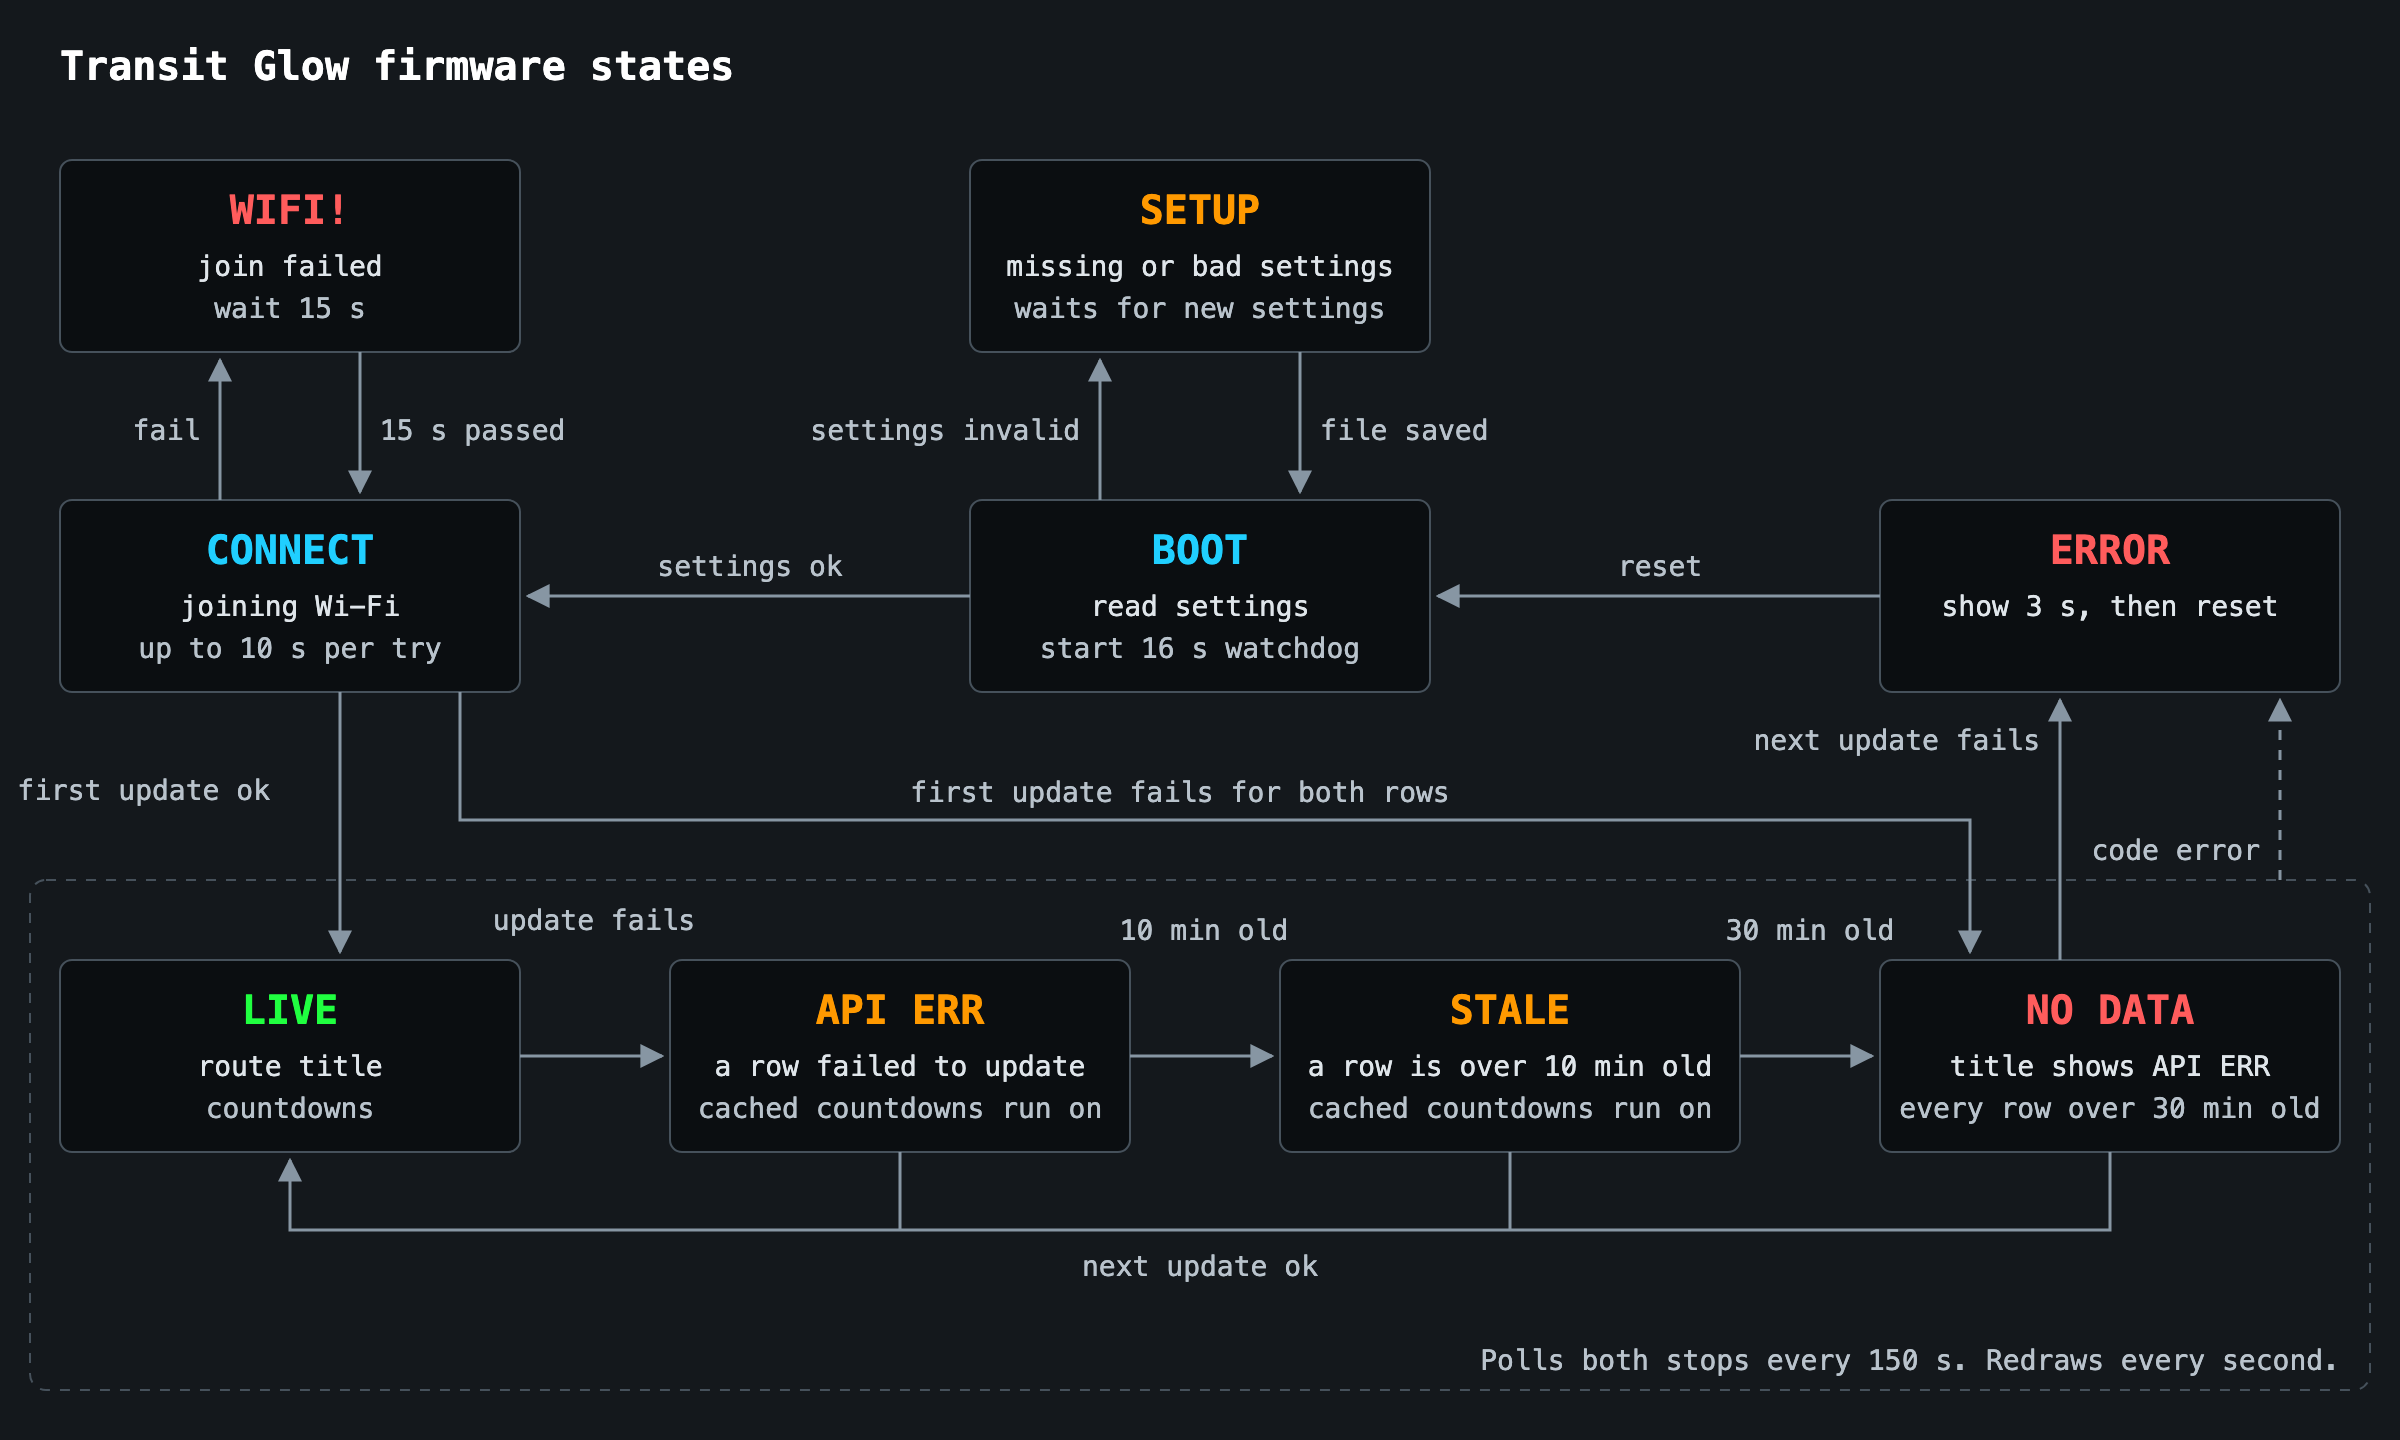 Transit Glow firmware states
WIFI!
join failed
wait 15 s
SETUP
missing or bad settings
waits for new settings
fail
15 s passed
settings invalid
file saved
CONNECT
joining Wi-Fi
up to 10 s per try
settings ok
BOOT
read settings
start 16 s watchdog
reset
ERROR
show 3 s, then reset
first update ok
first update fails for both rows
next update fails
code error
update fails
10 min old
30 min old
LIVE
route title
countdowns
API ERR
a row failed to update
cached countdowns run on
STALE
a row is over 10 min old
cached countdowns run on
NO DATA
title shows API ERR
every row over 30 min old
next update ok
Polls both stops every 150 s. Redraws every second.